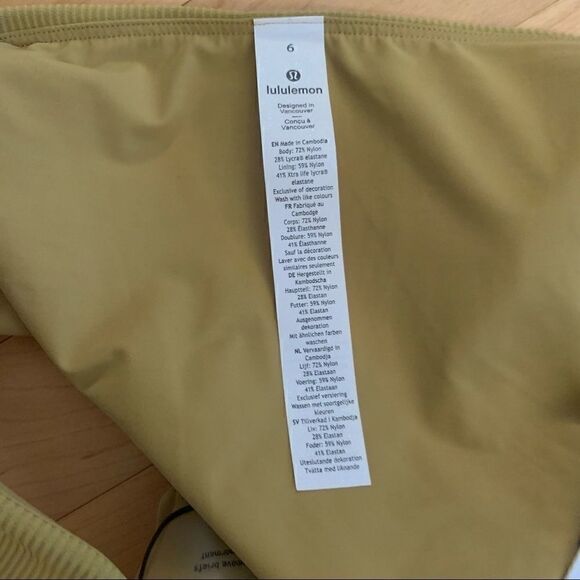 6
lululemon
Designed in
Vancouver
Conçu à
Vancouver
EN Made in Cambodia
Body: 72% Nylon
28% Lycra® elastane
Lining: 59% Nylon
41% Xtra life lycra®
elastane
Exclusive of decoration
Wash with like colours
FR Fabriqué au
Cambodge
Corps: 72% Nylon
28% Élasthanne
Doublure: 59% Nylon
41% Élasthanne
Sauf la décoration
Laver avec des couleurs
similaires seulement
DE Hergestellt in
Kambodscha
Hauptteil: 72% Nylon
28% Elastan
Futter: 59% Nylon
41% Elastan
Ausgenommen
dekoration
Mit ähnlichen farben
waschen
NL Vervaardigd in
Cambodja
Lijf: 72% Nylon
28% Elastaan
Voering: 59% Nylon
41% Elastaan
Exclusief versiering
Wassen met soortgelijke
kleuren
SV Tillverkad i Kambodja
Liv: 72% Nylon
28% Elastan
Foder: 59% Nylon
41% Elastan
Uteslutande dekoration
Tvätta med liknande
move briefs